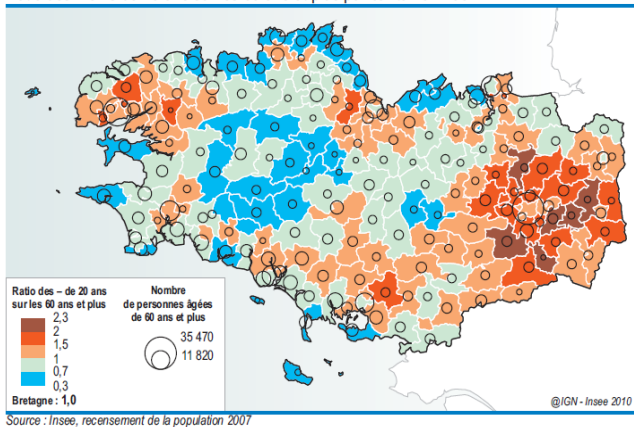 Ratio des – de 20 ans
sur les 60 ans et plus
2,3
2
1,5
1
0,7
0,3
Bretagne : 1,0
Nombre
de personnes âgées
de 60 ans et plus
35 470
11 820
@IGN - Insee 2010
Source : Insee, recensement de la population 2007